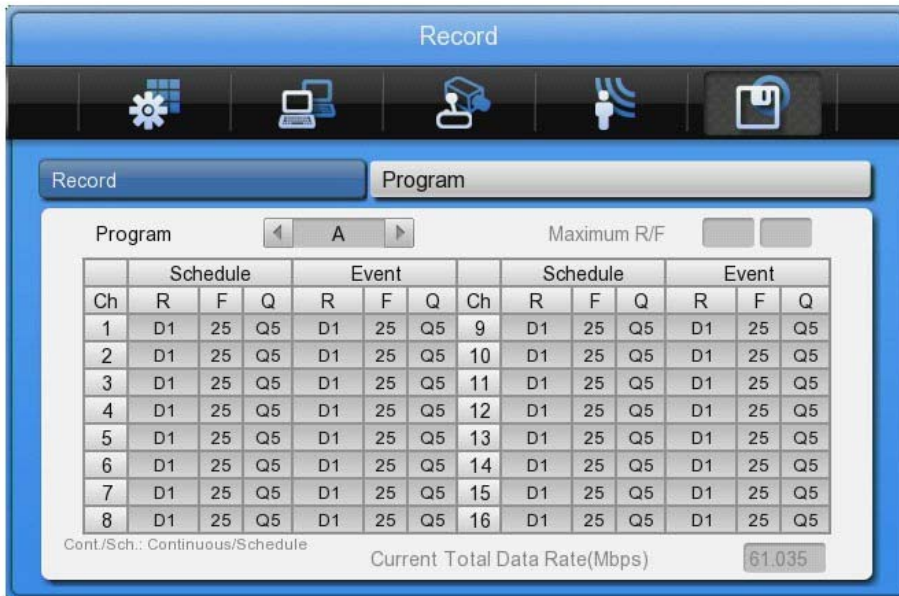 Record
Record Program
Program A Maximum R/F
Schedule Event Schedule Event
Ch R F Q R F Q Ch R F Q R F Q
1 D1 25 Q5 D1 25 Q5 9 D1 25 Q5 D1 25 Q5
2 D1 25 Q5 D1 25 Q5 10 D1 25 Q5 D1 25 Q5
3 D1 25 Q5 D1 25 Q5 11 D1 25 Q5 D1 25 Q5
4 D1 25 Q5 D1 25 Q5 12 D1 25 Q5 D1 25 Q5
5 D1 25 Q5 D1 25 Q5 13 D1 25 Q5 D1 25 Q5
6 D1 25 Q5 D1 25 Q5 14 D1 25 Q5 D1 25 Q5
7 D1 25 Q5 D1 25 Q5 15 D1 25 Q5 D1 25 Q5
8 D1 25 Q5 D1 25 Q5 16 D1 25 Q5 D1 25 Q5
Cont./Sch.: Continuous/Schedule
Current Total Data Rate(Mbps) 61.035